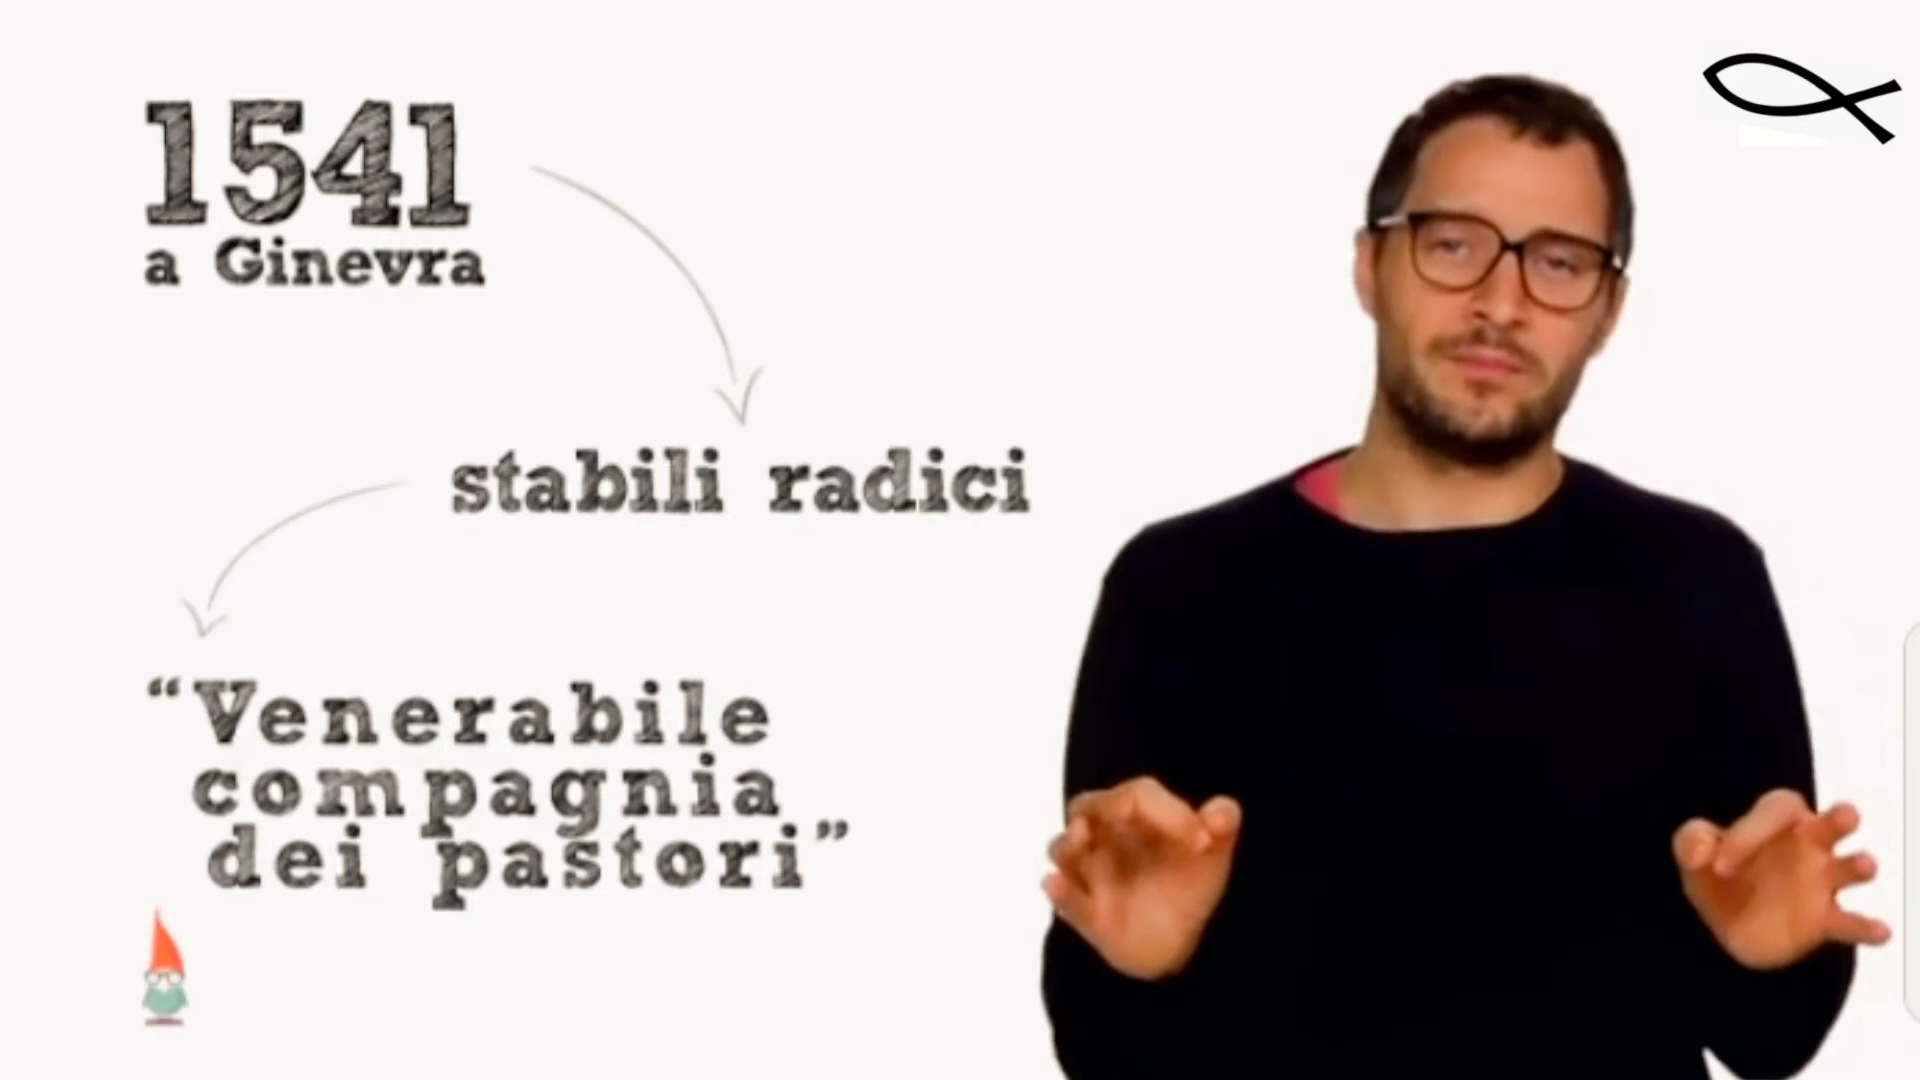 1541
a Ginevra
stabili radici
“Venerabile
compagnia
dei pastori”